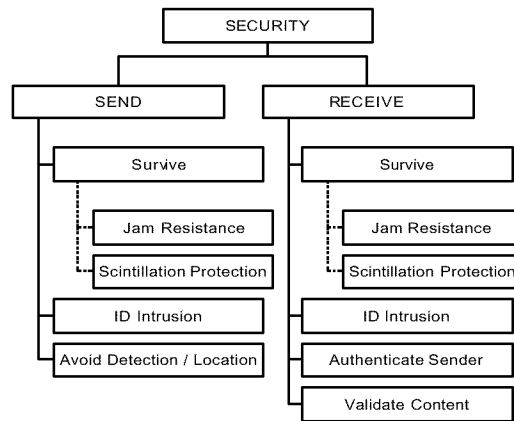 SECURITY
SEND
Survive
Jam Resistance
Scintillation Protection
ID Intrusion
Avoid Detection / Location
RECEIVE
Survive
Jam Resistance
Scintillation Protection
ID Intrusion
Authenticate Sender
Validate Content